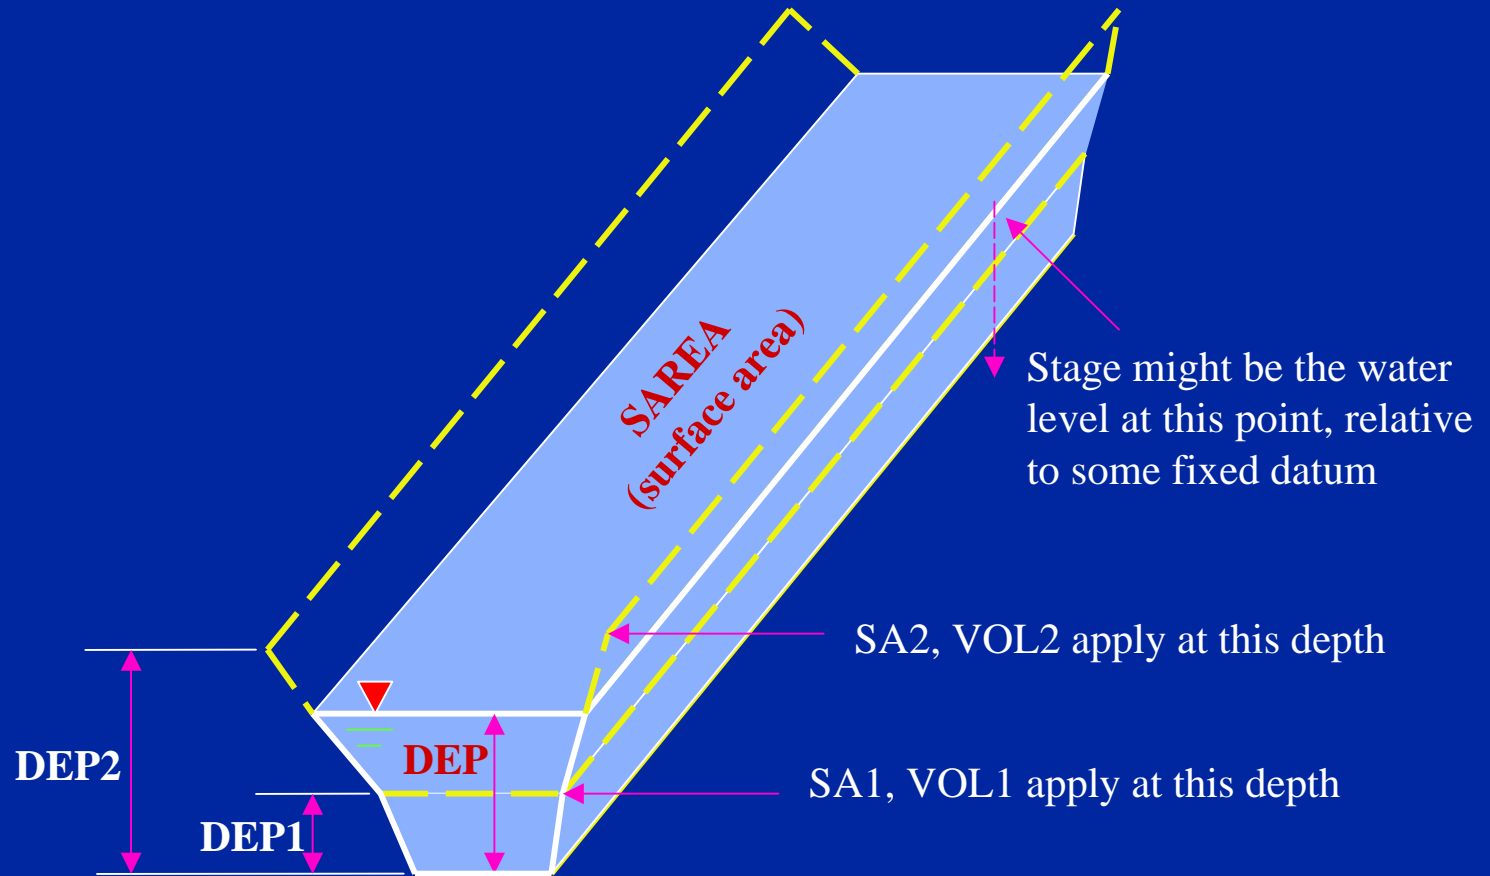 SAREA
(surface area)
Stage might be the water
level at this point, relative
to some fixed datum
SA2, VOL2 apply at this depth
DEP2
DEP
SA1, VOL1 apply at this depth
DEP1